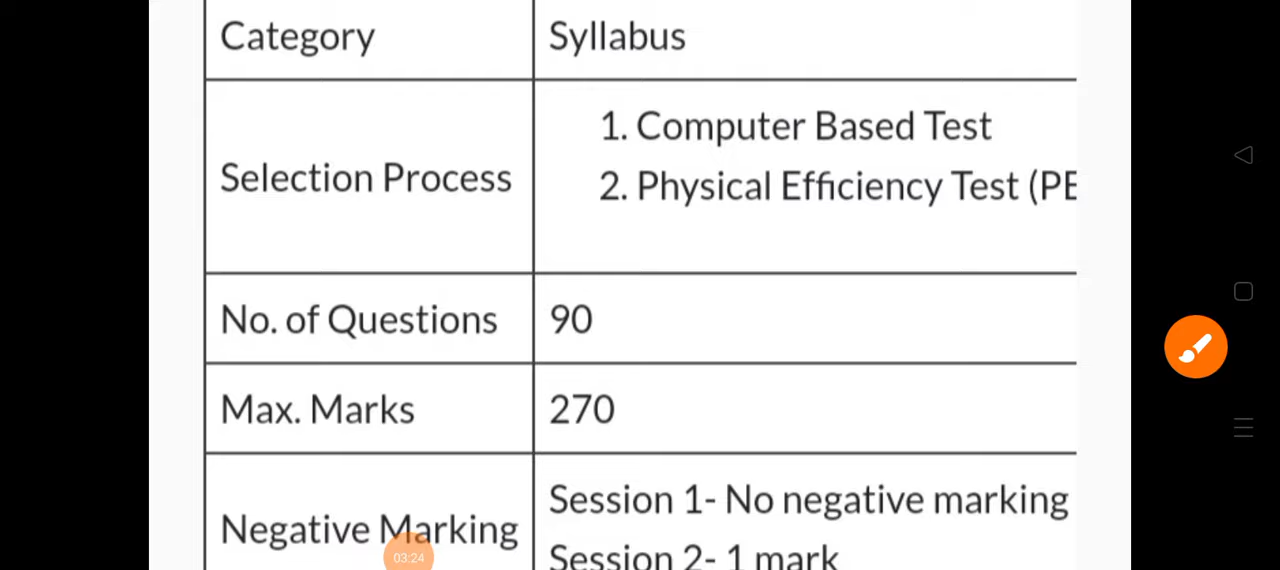 Category
Syllabus
Selection Process
1. Computer Based Test
2. Physical Efficiency Test (PE
No. of Questions
90
Max. Marks
270
Negative Marking
Session 1- No negative marking
Session 2- 1 mark
03:24